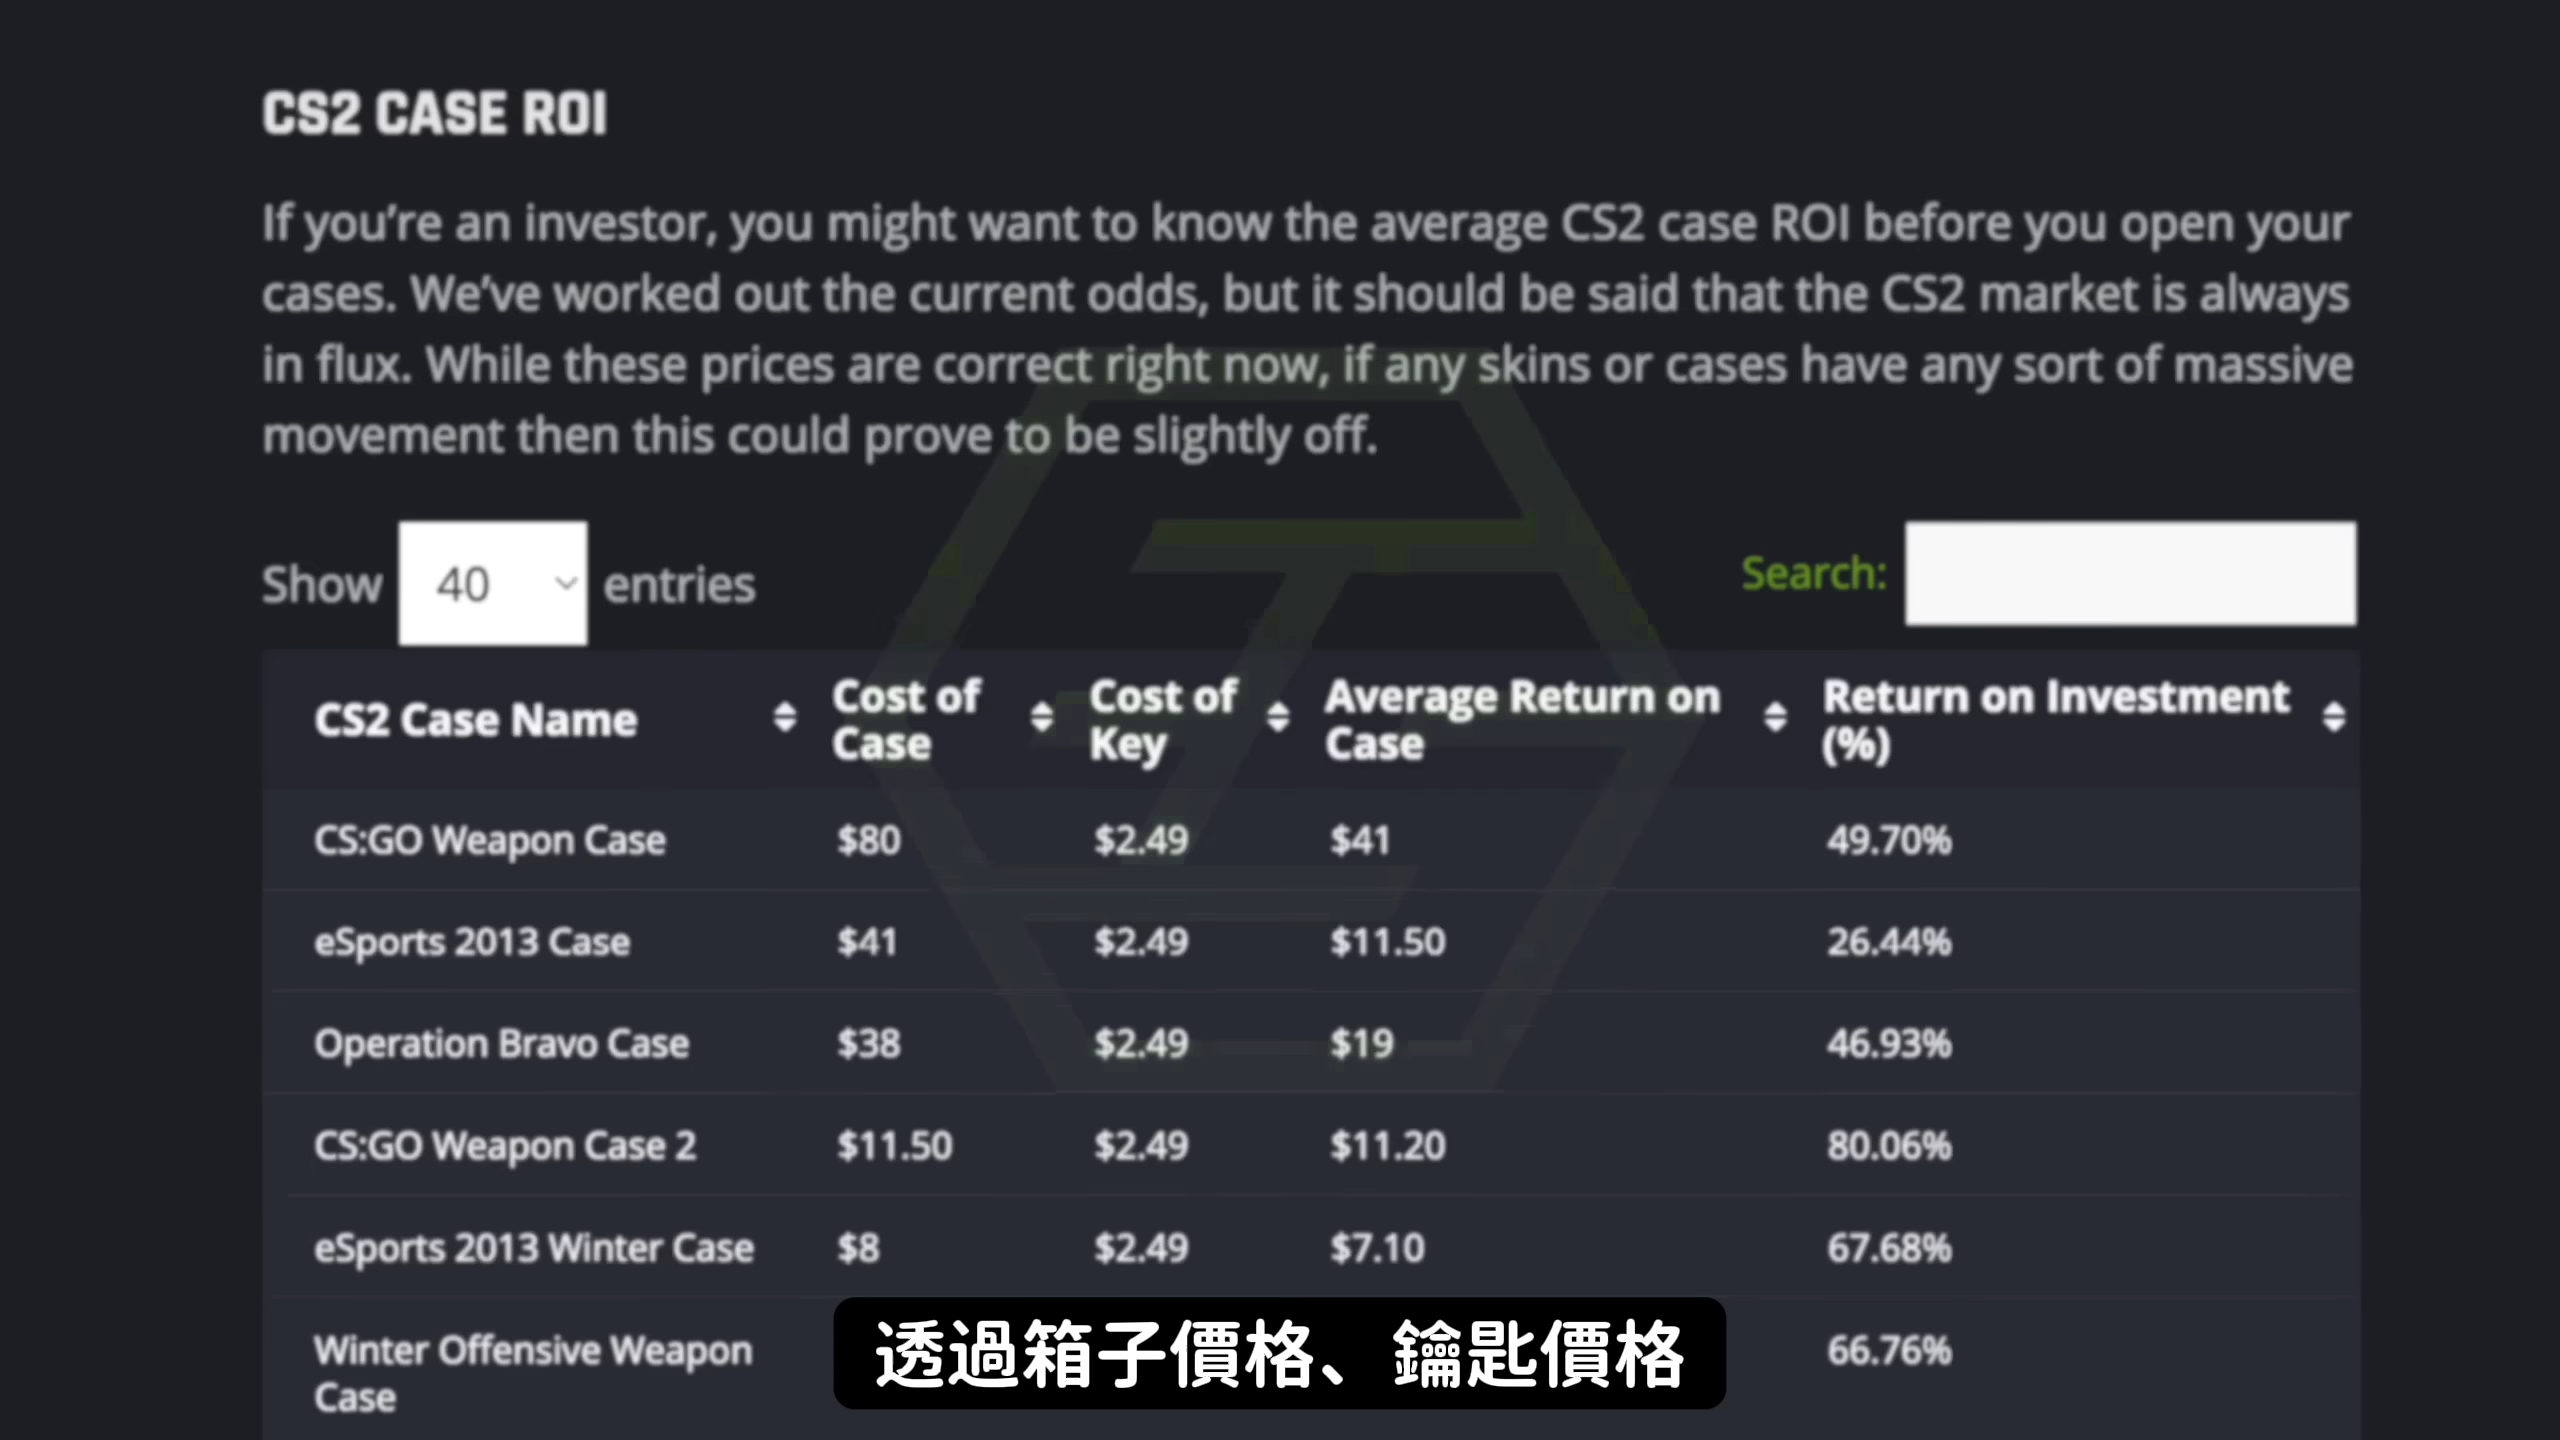 CS2 CASE ROI
If you’re an investor, you might want to know the average CS2 case ROI before you open your
cases. We’ve worked out the current odds, but it should be said that the CS2 market is always
in flux. While these prices are correct right now, if any skins or cases have any sort of massive
movement then this could prove to be slightly off.
Show 40 entries Search:
CS2 Case Name Cost of Case Cost of Key Average Return on Case Return on Investment (%)
CS:GO Weapon Case $80 $2.49 $41 49.70%
eSports 2013 Case $41 $2.49 $11.50 26.44%
Operation Bravo Case $38 $2.49 $19 46.93%
CS:GO Weapon Case 2 $11.50 $2.49 $11.20 80.06%
eSports 2013 Winter Case $8 $2.49 $7.10 67.68%
Winter Offensive Weapon Case 66.76%
透過箱子價格、鑰匙價格